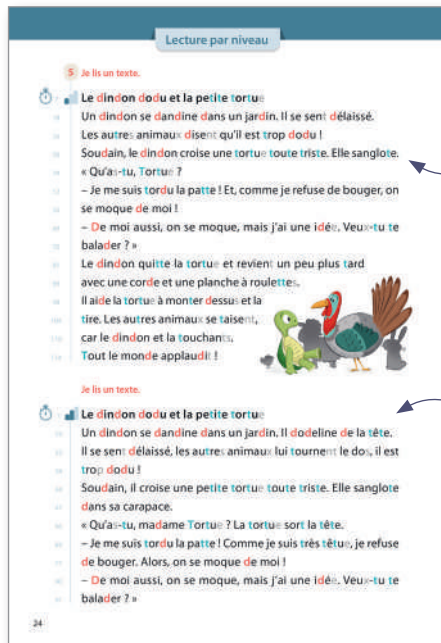 Lecture par niveau
5 Je lis un texte.
Le dindon dodu et la petite tortue
Un dindon se dandine dans un jardin. Il se sent délaissé.
Les autres animaux disent qu'il est trop dodu !
Soudain, le dindon croise une tortue toute triste. Elle sanglote.
« Qu'as-tu, Tortue ?
– Je me suis tordu la patte ! Et, comme je refuse de bouger, on
se moque de moi !
– De moi aussi, on se moque, mais j'ai une idée. Veux-tu te
balader ? »
Le dindon quitte la tortue et revient un peu plus tard
avec une corde et une planche à roulettes.
Il aide la tortue à monter dessus et la
tire. Les autres animaux se taisent,
car le dindon et la touchants.
Tout le monde applaudit !
Je lis un texte.
Le dindon dodu et la petite tortue
Un dindon se dandine dans un jardin. Il dodeline de la tête.
Il se sent délaissé, les autres animaux lui tournent le dos, il est
trop dodu !
Soudain, il croise une petite tortue toute triste. Elle sanglote
dans sa carapace.
« Qu'as-tu, madame Tortue ? La tortue sort la tête.
– Je me suis tordu la patte ! Comme je suis très têtue, je refuse
de bouger. Alors, on se moque de moi !
– De moi aussi, on se moque, mais j'ai une idée. Veux-tu te
balader ? »
24